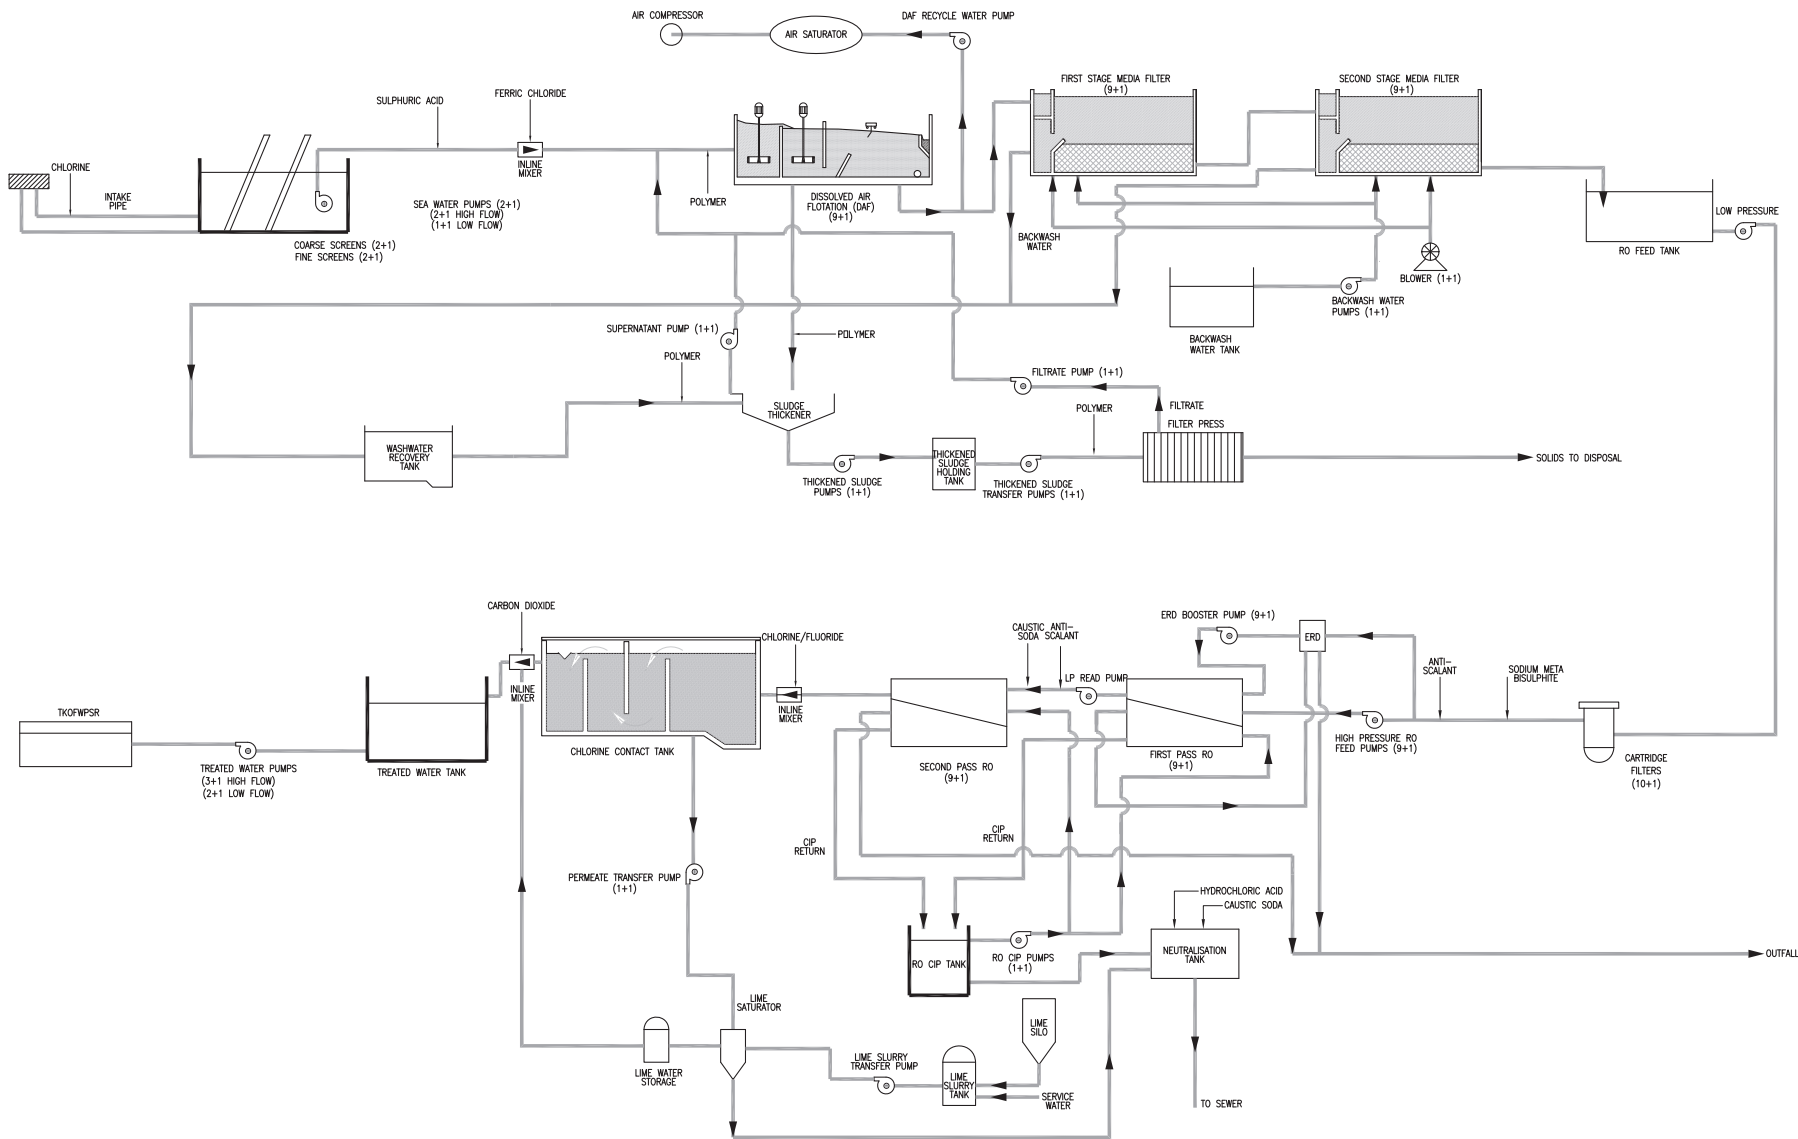 AIR COMPRESSOR
AIR SATURATOR
DAF RECYCLE WATER PUMP
FIRST STAGE MEDIA FILTER
(9+1)
SECOND STAGE MEDIA FILTER
(9+1)
SULPHURIC ACID
FERRIC CHLORIDE
INLINE
MIXER
CHLORINE
INTAKE
PIPE
SEA WATER PUMPS (2+1)
(2+1 HIGH FLOW)
(1+1 LOW FLOW)
COARSE SCREENS (2+1)
FINE SCREENS (2+1)
POLYMER
DISSOLVED AIR
FLOTATION (DAF)
(9+1)
BACKWASH
WATER
LOW PRESSURE
RO FEED TANK
BLOWER (1+1)
BACKWASH WATER
PUMPS (1+1)
BACKWASH
WATER TANK
SUPERNATANT PUMP (1+1)
POLYMER
POLYMER
SLUDGE
THICKENER
FILTRATE PUMP (1+1)
POLYMER
FILTRATE
FILTER PRESS
WASHWATER
RECOVERY
TANK
THICKENED SLUDGE
PUMPS (1+1)
THICKENED
SLUDGE
HOLDING
TANK
THICKENED SLUDGE
TRANSFER PUMPS (1+1)
SOLIDS TO DISPOSAL
CARBON DIOXIDE
INLINE
MIXER
CHLORINE/FLUORIDE
INLINE
MIXER
CHLORINE CONTACT TANK
TKOFWPSR
TREATED WATER PUMPS
(3+1 HIGH FLOW)
(2+1 LOW FLOW)
TREATED WATER TANK
CAUSTIC ANTI-
SODA SCALANT
LP READ PUMP
ERD BOOSTER PUMP (9+1)
ERD
ANTI-
SCALANT
SODIUM META
BISULPHITE
HIGH PRESSURE RO
FEED PUMPS (9+1)
CARTRIDGE
FILTERS
(10+1)
SECOND PASS RO
(9+1)
FIRST PASS RO
(9+1)
CIP
RETURN
CIP
RETURN
PERMEATE TRANSFER PUMP
(1+1)
HYDROCHLORIC ACID
CAUSTIC SODA
NEUTRALISATION
TANK
OUTFALL
RO CIP TANK
RO CIP PUMPS
(1+1)
LIME
SATURATOR
LIME
SILO
LIME WATER
STORAGE
LIME SLURRY
TRANSFER PUMP
LIME
SLURRY
TANK
SERVICE
WATER
TO SEWER